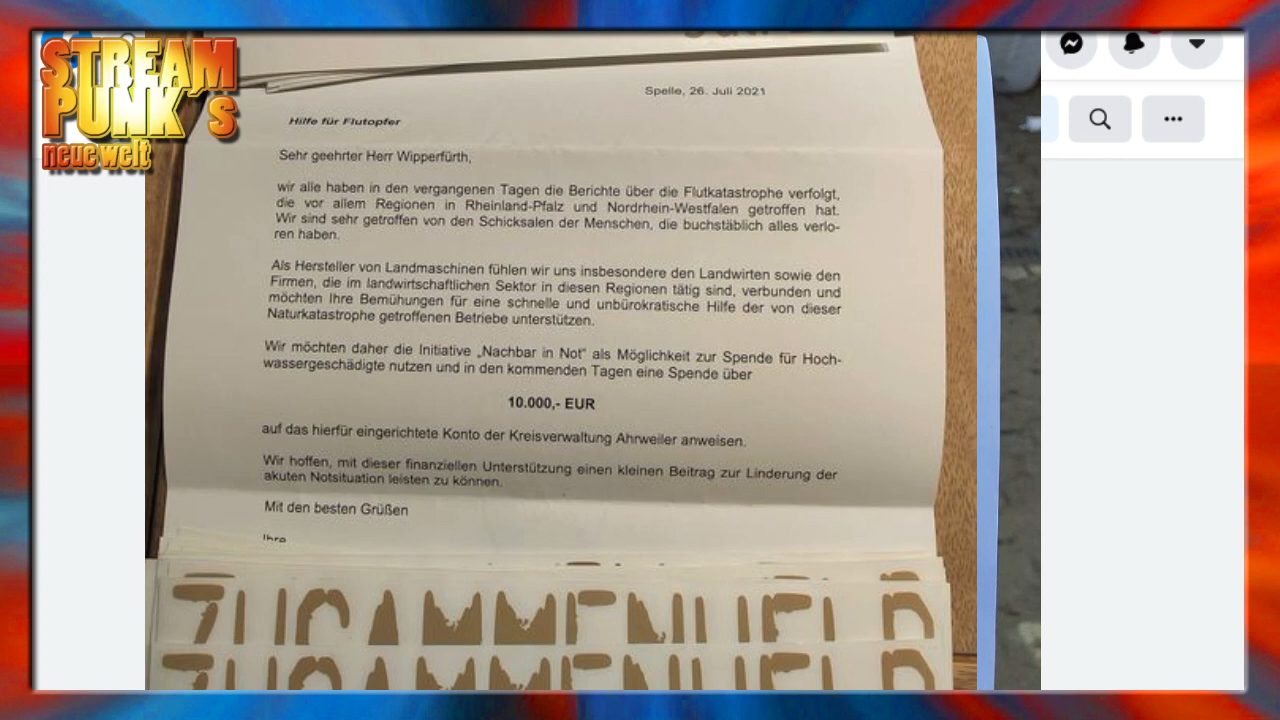 STREAM
PUNK´s
neue welt
Spelle, 26. Juli 2021
Hilfe für Flutopfer
Sehr geehrter Herr Wipperfürth,
wir alle haben in den vergangenen Tagen die Berichte über die Flutkatastrophe verfolgt,
die vor allem Regionen in Rheinland-Pfalz und Nordrhein-Westfalen getroffen hat.
Wir sind sehr getroffen von den Schicksalen der Menschen, die buchstäblich alles verlo-
ren haben.
Als Hersteller von Landmaschinen fühlen wir uns insbesondere den Landwirten sowie den
Firmen, die im landwirtschaftlichen Sektor in diesen Regionen tätig sind, verbunden und
möchten Ihre Bemühungen für eine schnelle und unbürokratische Hilfe der von dieser
Naturkatastrophe getroffenen Betriebe unterstützen.
Wir möchten daher die Initiative „Nachbar in Not" als Möglichkeit zur Spende für Hoch-
wassergeschädigte nutzen und in den kommenden Tagen eine Spende über
10.000,- EUR
auf das hierfür eingerichtete Konto der Kreisverwaltung Ahrweiler anweisen.
Wir hoffen, mit dieser finanziellen Unterstützung einen kleinen Beitrag zur Linderung der
akuten Notsituation leisten zu können.
Mit den besten Grüßen
Ihre